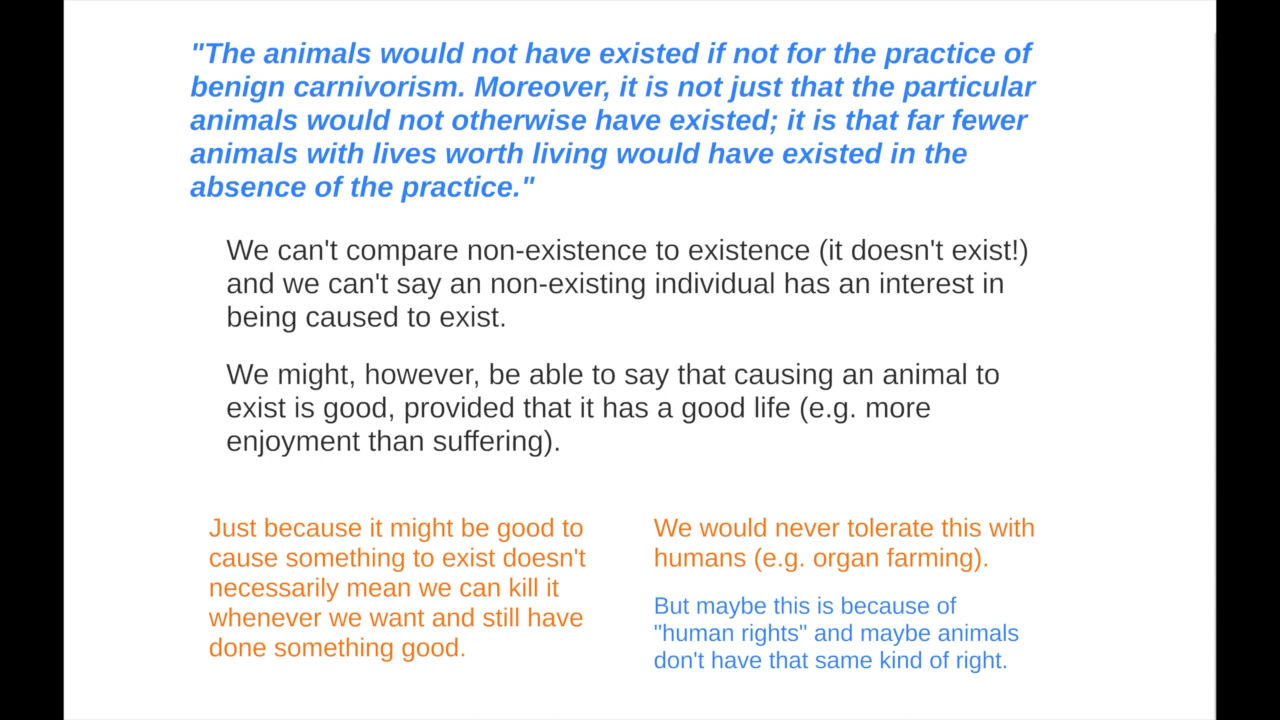 "The animals would not have existed if not for the practice of
benign carnivorism. Moreover, it is not just that the particular
animals would not otherwise have existed; it is that far fewer
animals with lives worth living would have existed in the
absence of the practice."
We can't compare non-existence to existence (it doesn't exist!)
and we can't say an non-existing individual has an interest in
being caused to exist.
We might, however, be able to say that causing an animal to
exist is good, provided that it has a good life (e.g. more
enjoyment than suffering).
Just because it might be good to
cause something to exist doesn't
necessarily mean we can kill it
whenever we want and still have
done something good.
We would never tolerate this with
humans (e.g. organ farming).
But maybe this is because of
"human rights" and maybe animals
don't have that same kind of right.